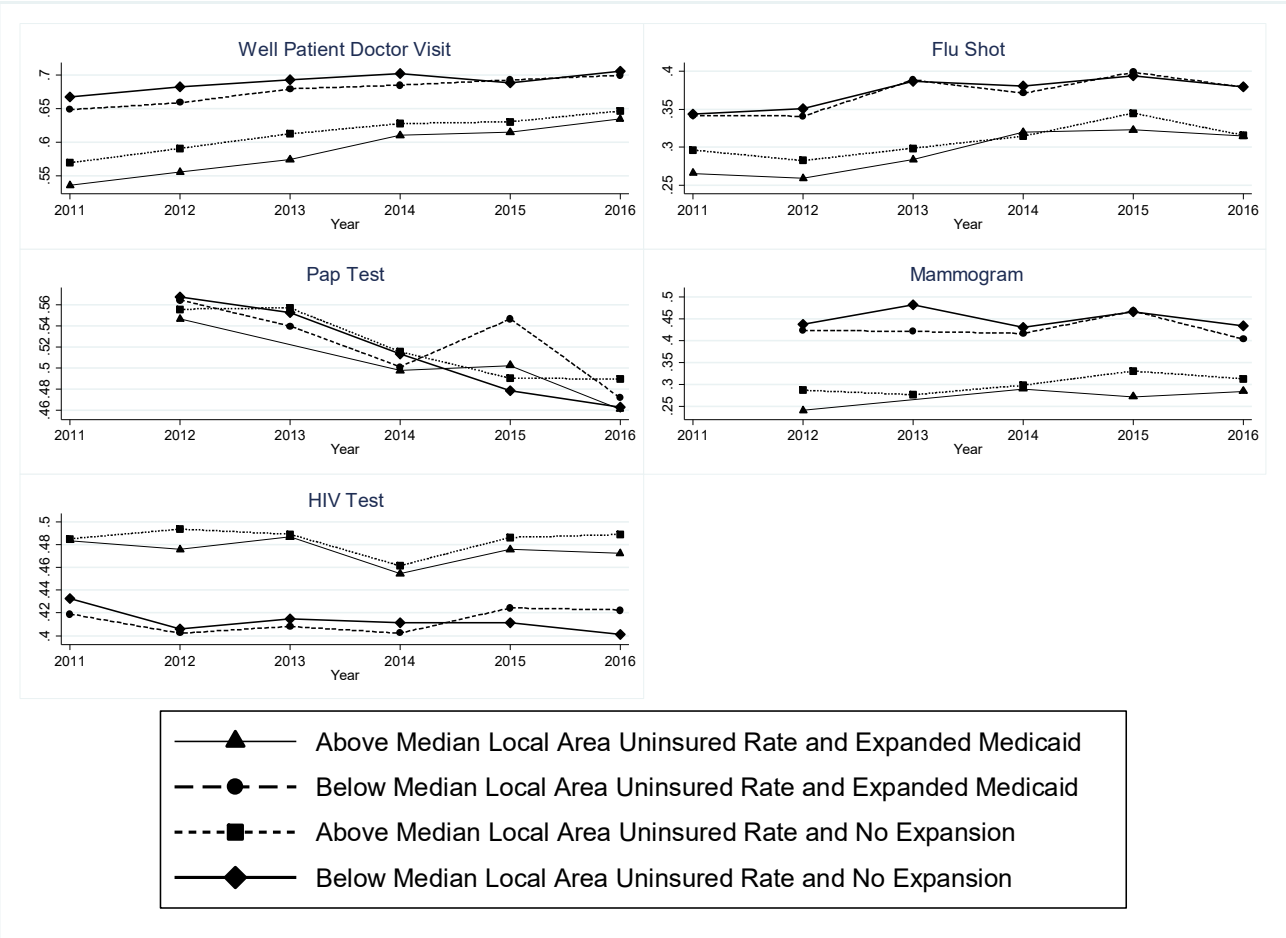 Well Patient Doctor Visit
.7
.65
.6
.55
2011 2012 2013 2014 2015 2016
Year
Flu Shot
.4
.35
.3
.25
2011 2012 2013 2014 2015 2016
Year
Pap Test
.56
.54
.52
.5
.48
.46
2011 2012 2013 2014 2015 2016
Year
Mammogram
.5
.45
.4
.35
.3
.25
2011 2012 2013 2014 2015 2016
Year
HIV Test
.5
.48
.46
.44
.42
.4
2011 2012 2013 2014 2015 2016
Year
Above Median Local Area Uninsured Rate and Expanded Medicaid
Below Median Local Area Uninsured Rate and Expanded Medicaid
Above Median Local Area Uninsured Rate and No Expansion
Below Median Local Area Uninsured Rate and No Expansion